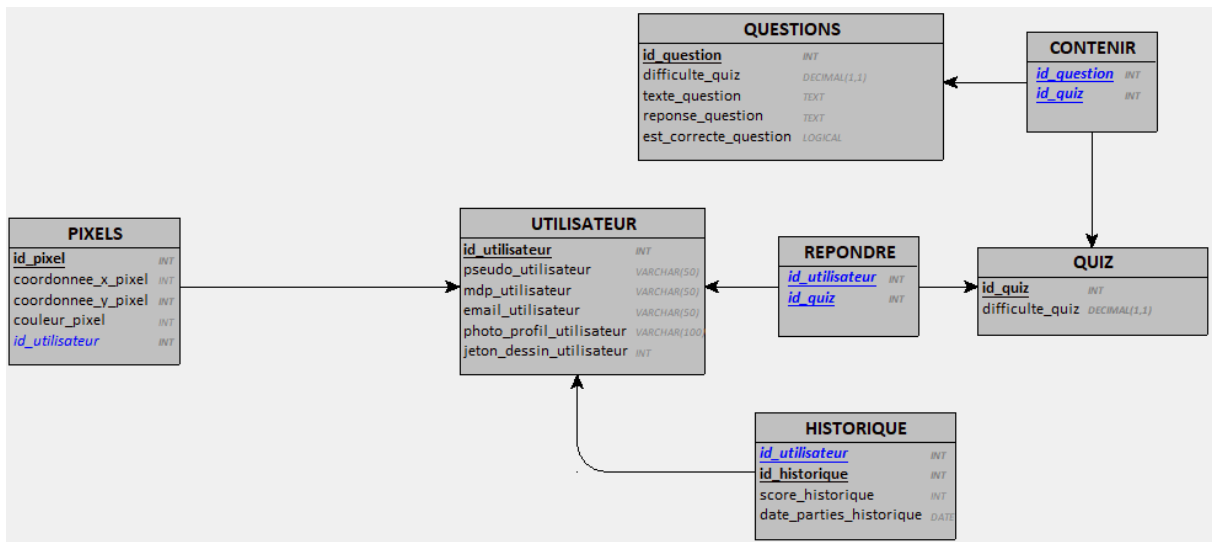 QUESTIONS
id_question INT
difficulte_quiz DECIMAL(1,1)
texte_question TEXT
reponse_question TEXT
est_correcte_question LOGICAL
CONTENIR
id_question INT
id_quiz INT
PIXELS
id_pixel INT
coordonnee_x_pixel INT
coordonnee_y_pixel INT
couleur_pixel INT
id_utilisateur INT
UTILISATEUR
id_utilisateur INT
pseudo_utilisateur VARCHAR(50)
mdp_utilisateur VARCHAR(50)
email_utilisateur VARCHAR(50)
photo_profil_utilisateur VARCHAR(100)
jeton_dessin_utilisateur INT
REPONDRE
id_utilisateur INT
id_quiz INT
QUIZ
id_quiz INT
difficulte_quiz DECIMAL(1,1)
HISTORIQUE
id_utilisateur INT
id_historique INT
score_historique INT
date_parties_historique DATE